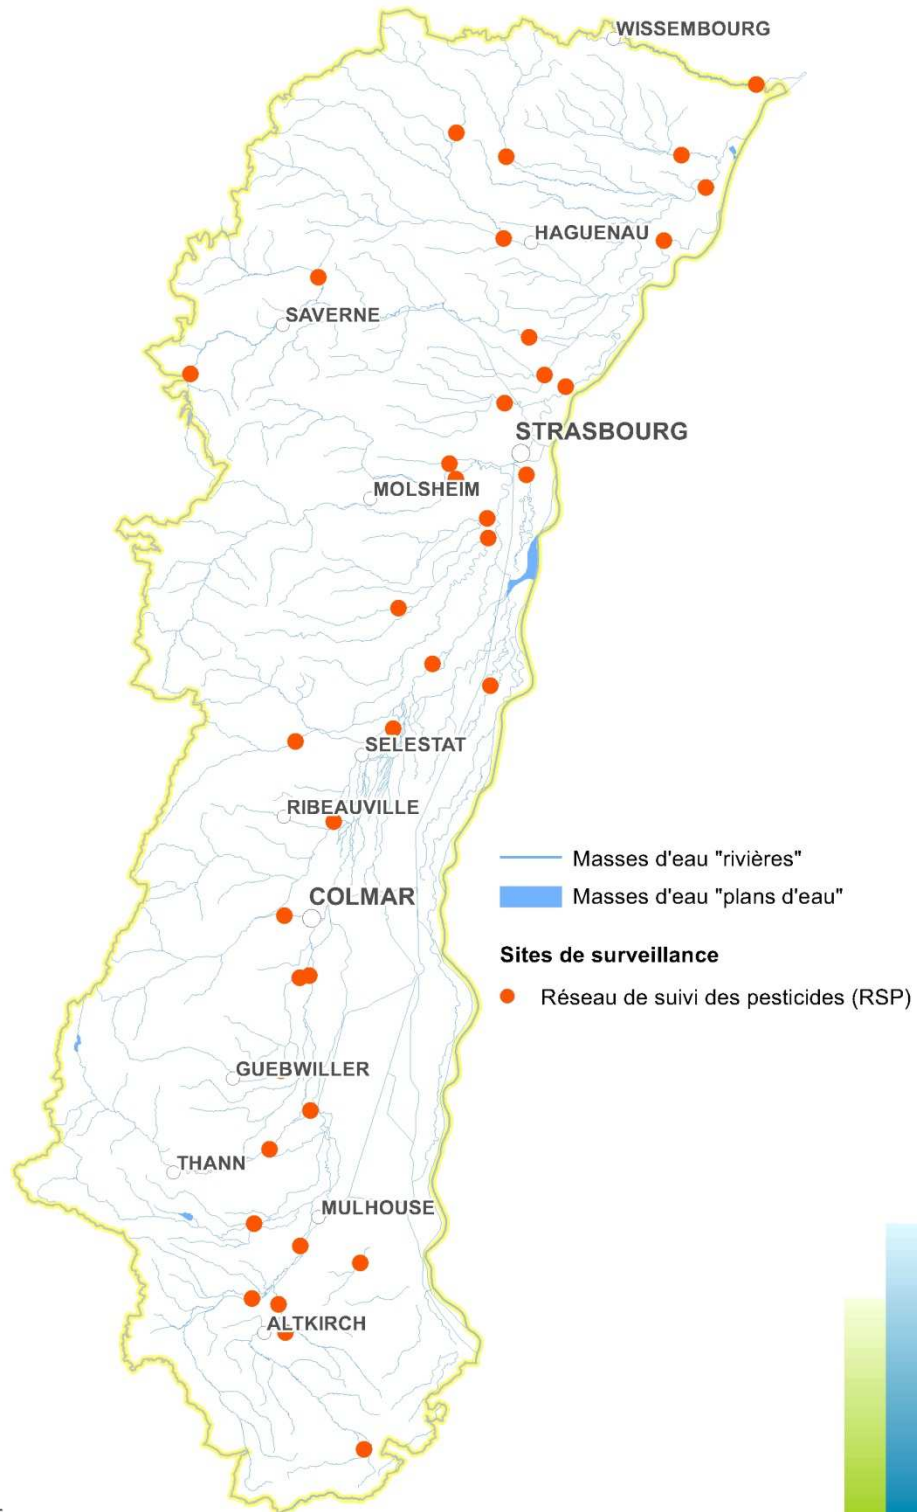 WISSEMBOURG
HAGUENAU
SAVERNE
STRASBOURG
MOLSHEIM
SELESTAT
RIBEAUVILLE
Masses d'eau "rivières"
Masses d'eau "plans d'eau"
COLMAR
Sites de surveillance
Réseau de suivi des pesticides (RSP)
GUEBWILLER
THANN
MULHOUSE
ALTKIRCH